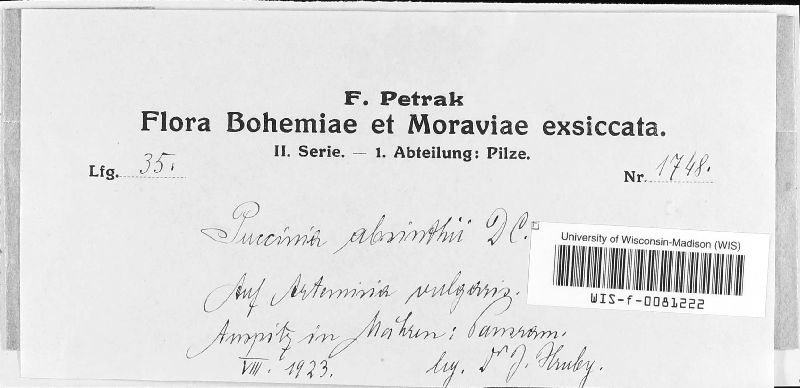 F. Petrak
Flora Bohemiae et Moraviae exsiccata.
II. Serie. — 1. Abteilung: Pilze.
Lfg. 35.
Nr. 1748.
Puccinia absinthii DC.
University of Wisconsin-Madison (WIS)
WIS-f-0081222
Auf Artemisia vulgaris.
Auspitz in Mähren: Pausram.
VIII. 1923. leg. Dr J. Hruby.